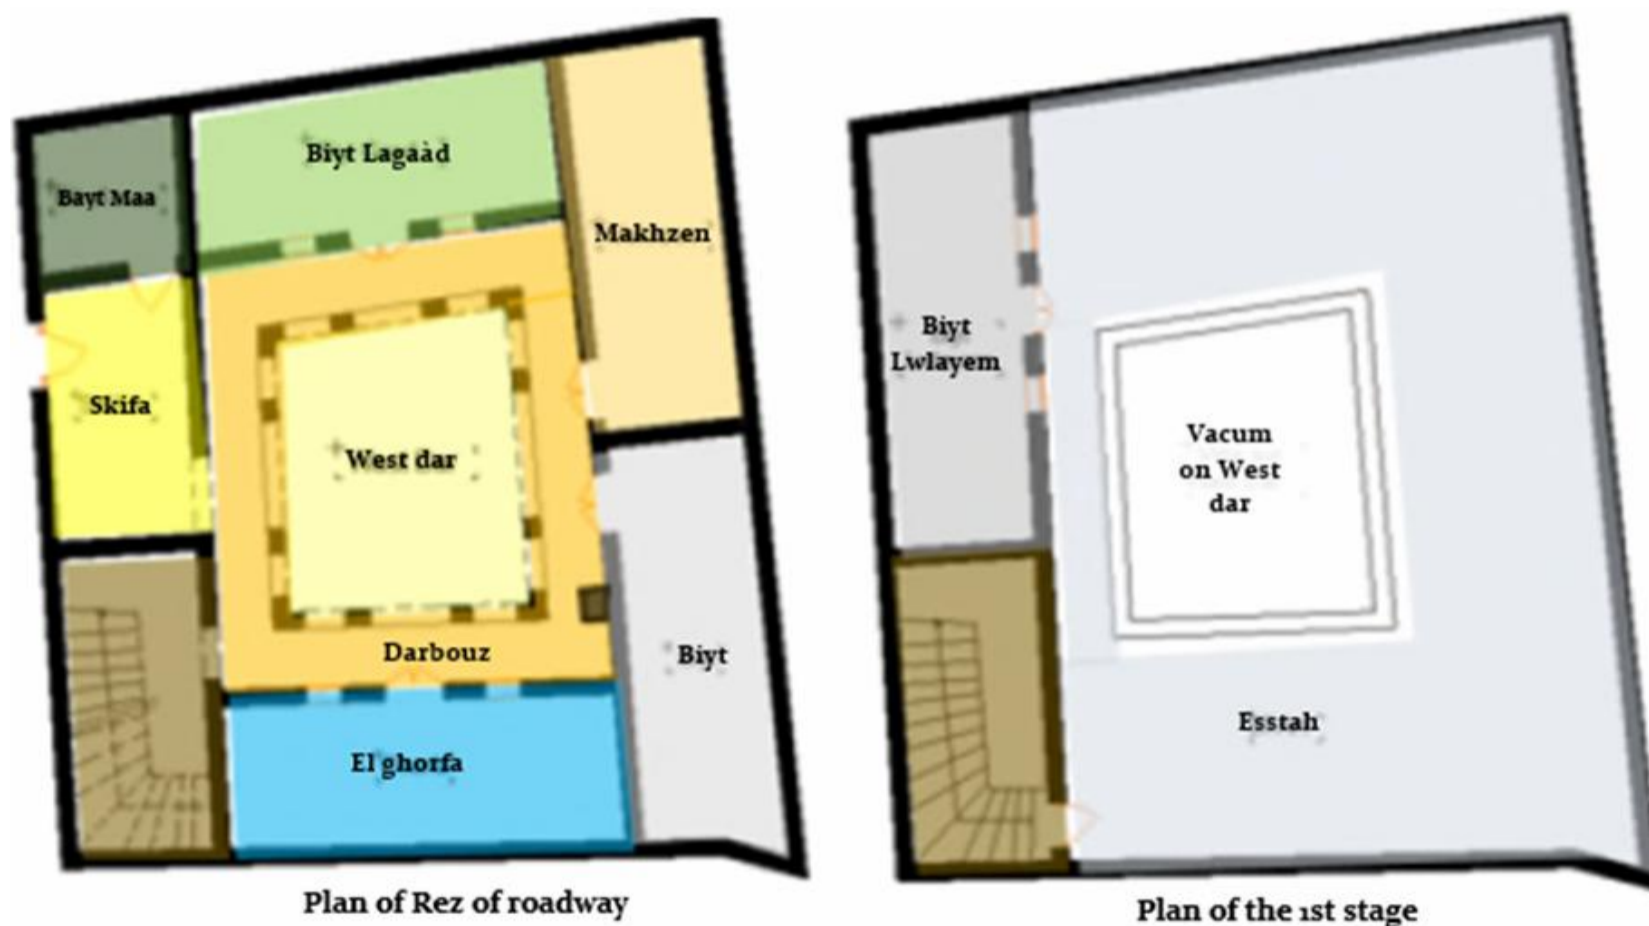 Biyt Lagaàd
Bayt Maa
Makhzen
Skifa
West dar
Darbouz
Biyt
El ghorfa
Plan of Rez of roadway
Biyt
Lwlayem
Vacum
on West
dar
Esstah
Plan of the 1st stage